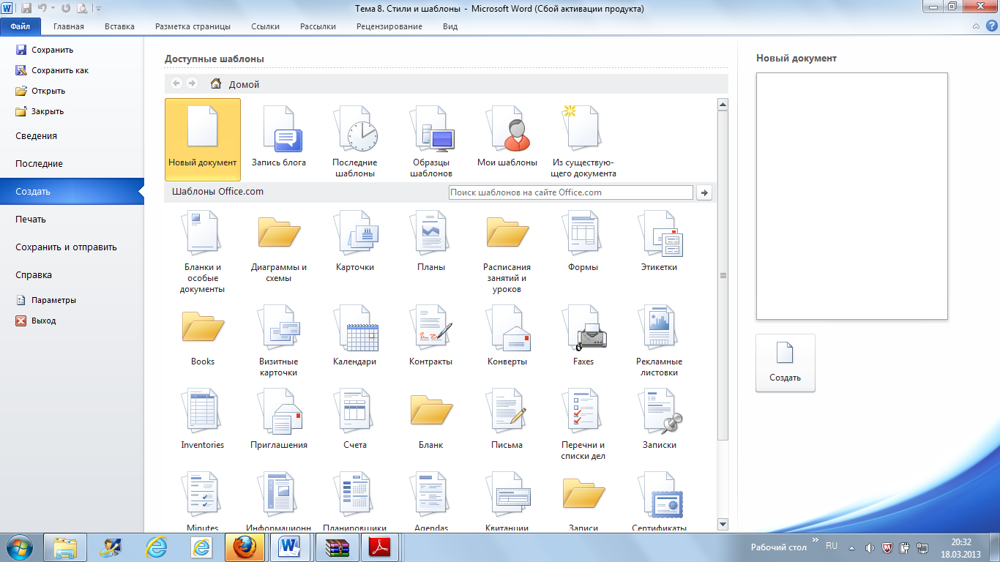 Тема 8. Стили и шаблоны - Microsoft Word (Сбой активации продукта)
Файл
Главная
Вставка
Разметка страницы
Ссылки
Рассылки
Рецензирование
Вид
Сохранить
Сохранить как
Открыть
Закрыть
Сведения
Последние
Создать
Печать
Сохранить и отправить
Справка
Параметры
Выход
Доступные шаблоны
Домой
Новый документ
Запись блога
Последние
шаблоны
Образцы
шаблонов
Мои шаблоны
Из существую-
щего документа
Шаблоны Office.com
Поиск шаблонов на сайте Office.com
Бланки и
особые
документы
Диаграммы и
схемы
Карточки
Планы
Расписания
занятий и
уроков
Формы
Этикетки
Books
Визитные
карточки
Календари
Контракты
Конверты
Faxes
Рекламные
листовки
Inventories
Приглашения
Счета
Бланк
Письма
Перечни и
списки дел
Записки
Minutes
Информационн
Планировщики
Agendas
Квитанции
Записи
Сертификаты
Новый документ
Создать
Рабочий стол
RU
20:32
18.03.2013